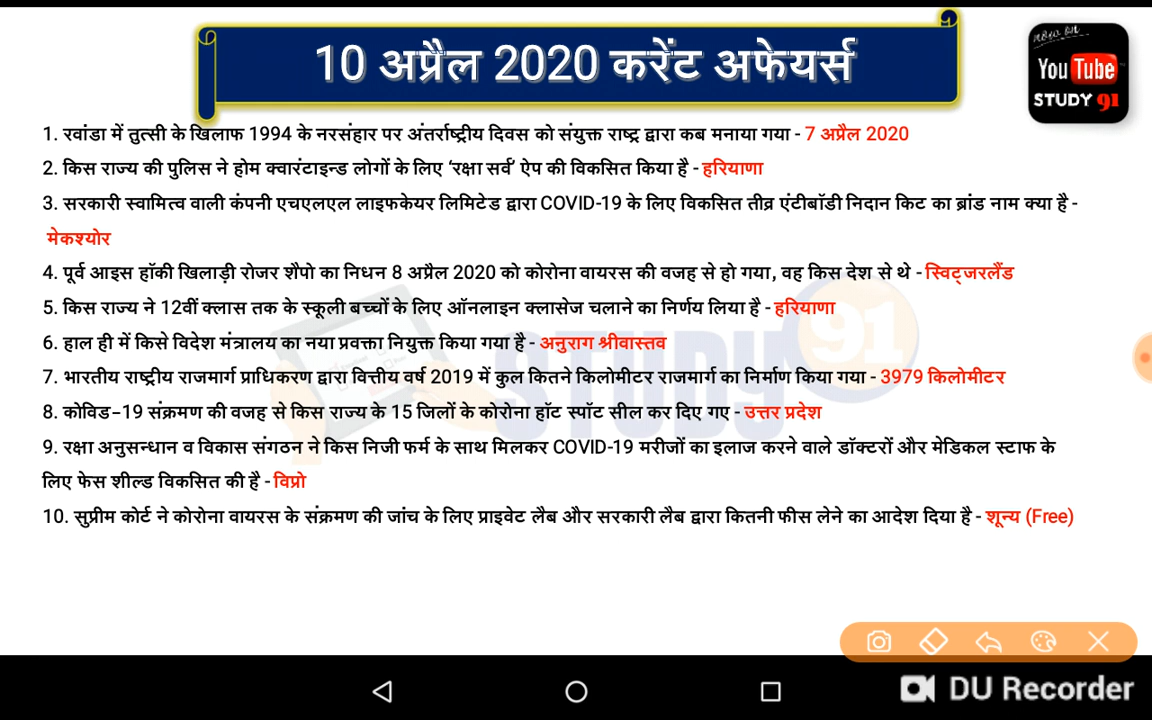 10 अप्रैल 2020 करेंट अफेयर्स
now on
YouTube
STUDY 91
1. रवांडा में तुत्सी के खिलाफ 1994 के नरसंहार पर अंतर्राष्ट्रीय दिवस को संयुक्त राष्ट्र द्वारा कब मनाया गया - 7 अप्रैल 2020
2. किस राज्य की पुलिस ने होम क्वारंटाइन्ड लोगों के लिए ‘रक्षा सर्व’ ऐप की विकसित किया है - हरियाणा
3. सरकारी स्वामित्व वाली कंपनी एचएलएल लाइफकेयर लिमिटेड द्वारा COVID-19 के लिए विकसित तीव्र एंटीबॉडी निदान किट का ब्रांड नाम क्या है -
मेकश्योर
4. पूर्व आइस हॉकी खिलाड़ी रोजर शैपो का निधन 8 अप्रैल 2020 को कोरोना वायरस की वजह से हो गया, वह किस देश से थे - स्विट्जरलैंड
5. किस राज्य ने 12वीं क्लास तक के स्कूली बच्चों के लिए ऑनलाइन क्लासेज चलाने का निर्णय लिया है - हरियाणा
6. हाल ही में किसे विदेश मंत्रालय का नया प्रवक्ता नियुक्त किया गया है - अनुराग श्रीवास्तव
7. भारतीय राष्ट्रीय राजमार्ग प्राधिकरण द्वारा वित्तीय वर्ष 2019 में कुल कितने किलोमीटर राजमार्ग का निर्माण किया गया - 3979 किलोमीटर
8. कोविड–19 संक्रमण की वजह से किस राज्य के 15 जिलों के कोरोना हॉट स्पॉट सील कर दिए गए - उत्तर प्रदेश
9. रक्षा अनुसन्धान व विकास संगठन ने किस निजी फर्म के साथ मिलकर COVID-19 मरीजों का इलाज करने वाले डॉक्टरों और मेडिकल स्टाफ के
लिए फेस शील्ड विकसित की है - विप्रो
10. सुप्रीम कोर्ट ने कोरोना वायरस के संक्रमण की जांच के लिए प्राइवेट लैब और सरकारी लैब द्वारा कितनी फीस लेने का आदेश दिया है - शून्य (Free)
STUDY 91
DU Recorder